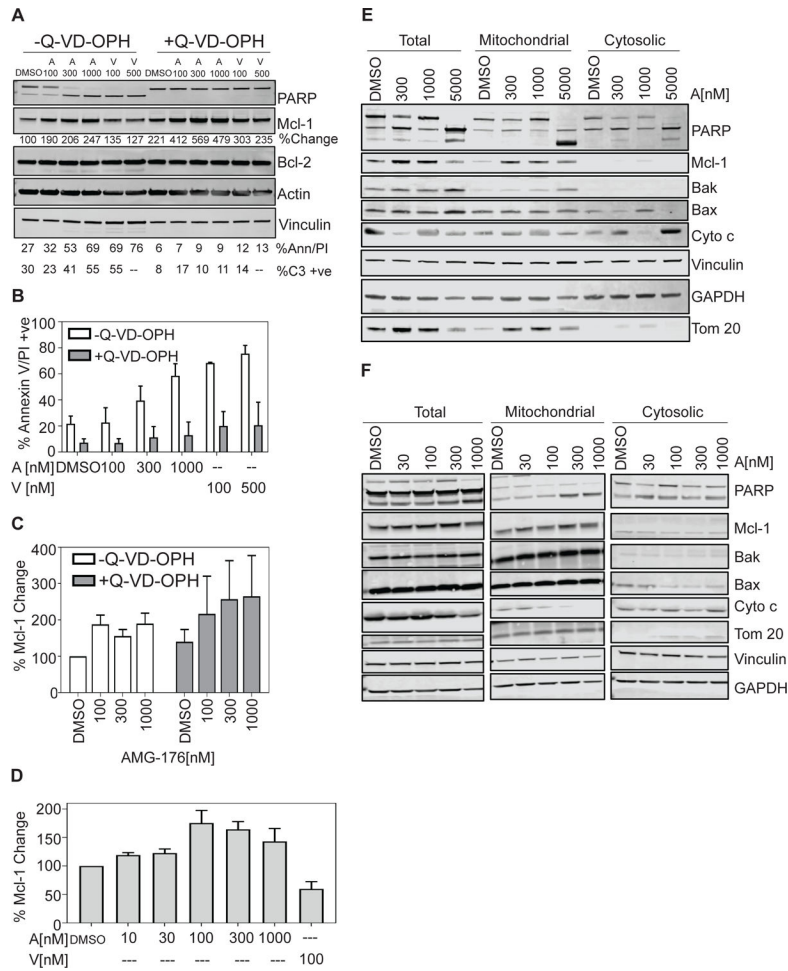 A
-Q-VD-OPH +Q-VD-OPH
A A A V V A A A V V
DMSO 100 300 1000 100 500 DMSO 100 300 1000 100 500
PARP
Mcl-1
100 190 206 247 135 127 221 412 569 479 303 235 %Change
Bcl-2
Actin
Vinculin
27 32 53 69 69 76 6 7 9 9 12 13 %Ann/PI
30 23 41 55 55 -- 8 17 10 11 14 -- %C3 +ve
B
% Annexin V/PI +ve
100
80
60
40
20
0
-Q-VD-OPH
+Q-VD-OPH
A [nM] DMSO 100 300 1000 -- --
V [nM] 100 500
C
% Mcl-1 Change
400
300
200
100
0
-Q-VD-OPH
+Q-VD-OPH
DMSO 100 300 1000 DMSO 100 300 1000
AMG-176[nM]
D
% Mcl-1 Change
200
150
100
50
0
A[nM] DMSO 10 30 100 300 1000 ---
V[nM] --- --- --- --- --- 100
E
Total Mitochondrial Cytosolic
DMSO 300 1000 5000 DMSO 300 1000 5000 DMSO 300 1000 5000 A[nM]
PARP
Mcl-1
Bak
Bax
Cyto c
Vinculin
GAPDH
Tom 20
F
Total Mitochondrial Cytosolic
DMSO 30 100 300 1000 DMSO 30 100 300 1000 DMSO 30 100 300 1000 A[nM]
PARP
Mcl-1
Bak
Bax
Cyto c
Tom 20
Vinculin
GAPDH